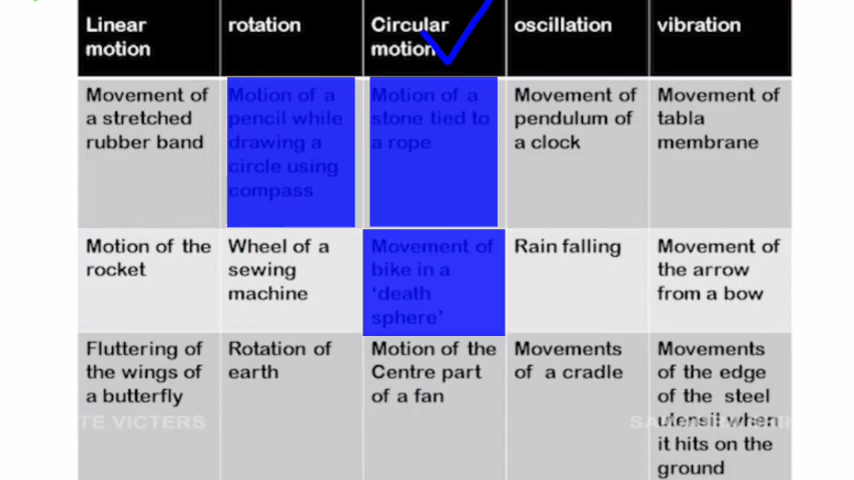 Linear motion
rotation
Circular motion
oscillation
vibration
Movement of a stretched rubber band
Motion of a pencil while drawing a circle using compass
Motion of a stone tied to a rope
Movement of pendulum of a clock
Movement of tabla membrane
Motion of the rocket
Wheel of a sewing machine
Movement of bike in a ‘death sphere’
Rain falling
Movement of the arrow from a bow
Fluttering of the wings of a butterfly
Rotation of earth
Motion of the Centre part of a fan
Movements of a cradle
Movements of the edge of the steel utensil when it hits on the ground
VICTERS